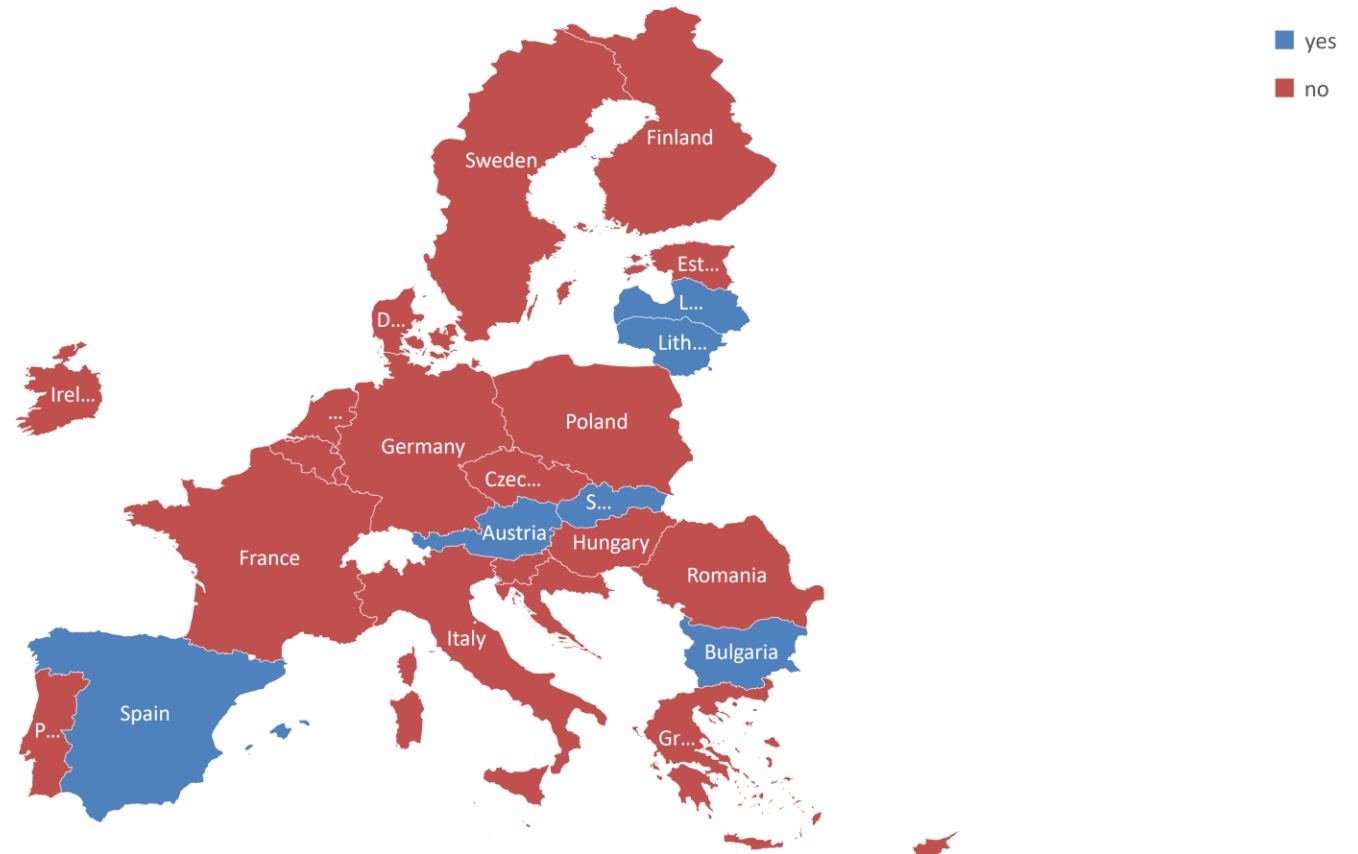 yes
no
Finland
Sweden
Est...
L...
D...
Lith...
Irel...
...
Poland
Germany
Czec...
S...
Austria
Hungary
France
Romania
Italy
Bulgaria
Spain
P...
Gr...